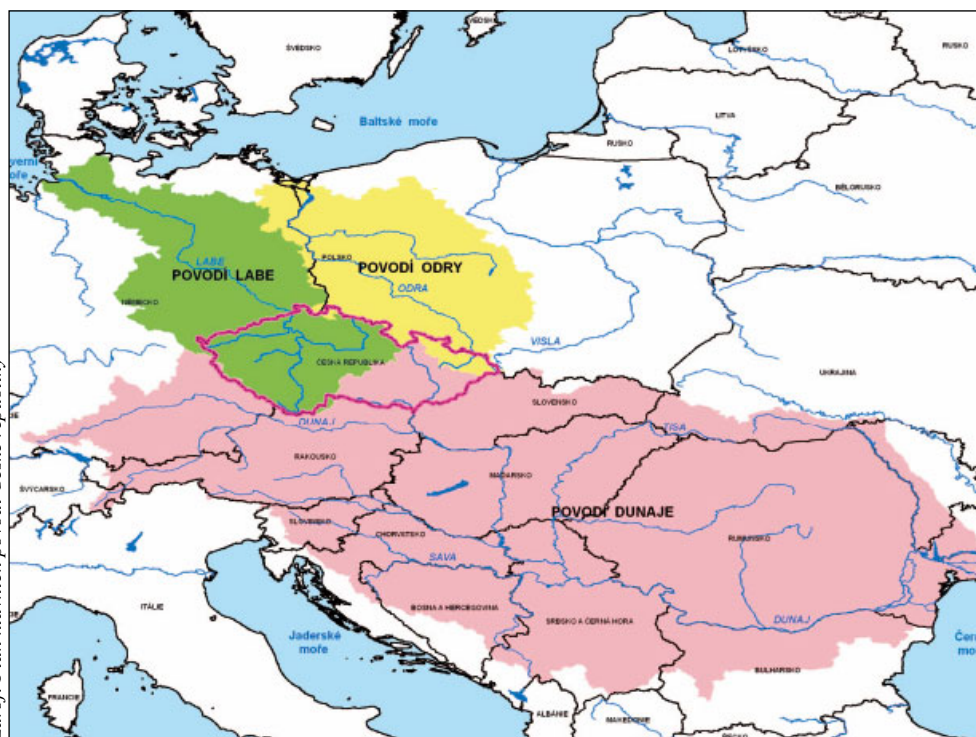 ŠVÉDSKO
ŠVÉDSKO
LOTYŠSKO
RUSKO
Baltské moře
LITVA
RUSKO
BĚLORUSKO
LABE
POVODÍ LABE
POLSKO
POVODÍ ODRY
ODRA
NĚMECKO
VISLA
ČESKÁ REPUBLIKA
UKRAJINA
SLOVENSKO
DUNAJ
TISA
RAKOUSKO
MAĎARSKO
ŠVÝCARSKO
POVODÍ DUNAJE
SLOVINSKO
CHORVATSKO
RUMUNSKO
SAVA
ITÁLIE
BOSNA A HERCEGOVINA
SRBSKO A ČERNÁ HORA
DUNAJ
Jaderské
moře
BULHARSKO
FRANCIE
ALBÁNIE
MAKEDONIE